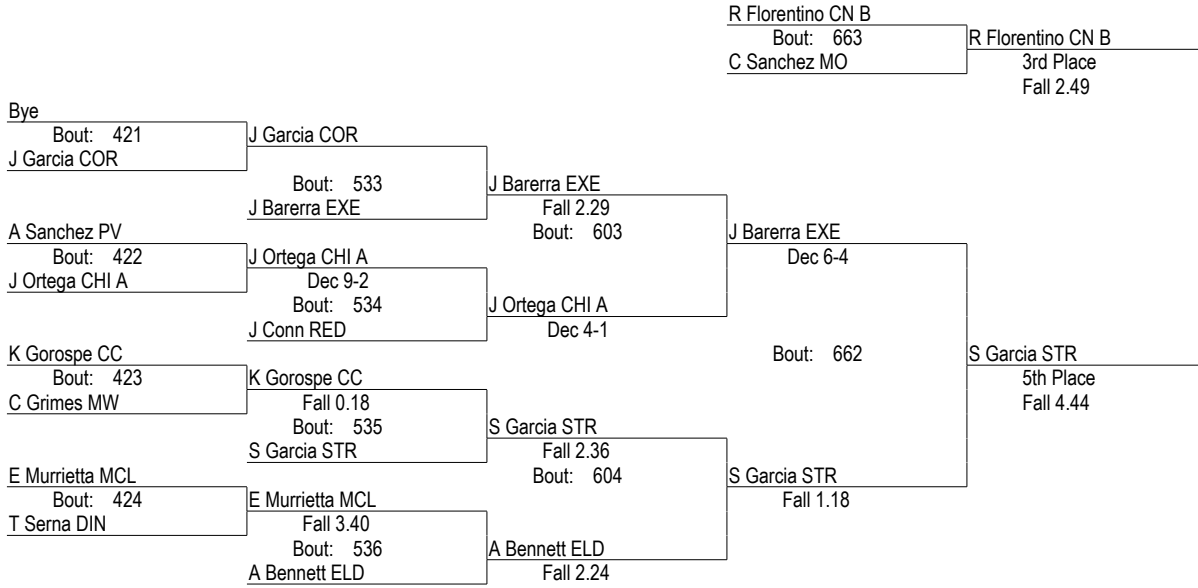 R Florentino CN B
Bout: 663
R Florentino CN B
C Sanchez MO
3rd Place
Fall 2.49
Bye
Bout: 421
J Garcia COR
J Garcia COR
Bout: 533
J Barerra EXE
J Barerra EXE
Fall 2.29
A Sanchez PV
Bout: 603
J Barerra EXE
Bout: 422
J Ortega CHI A
Dec 6-4
J Ortega CHI A
Dec 9-2
Bout: 534
J Ortega CHI A
J Conn RED
Dec 4-1
K Gorospe CC
Bout: 662
S Garcia STR
Bout: 423
K Gorospe CC
5th Place
C Grimes MW
Fall 0.18
Fall 4.44
Bout: 535
S Garcia STR
S Garcia STR
Fall 2.36
E Murrietta MCL
Bout: 604
S Garcia STR
Bout: 424
E Murrietta MCL
Fall 1.18
T Serna DIN
Fall 3.40
Bout: 536
A Bennett ELD
A Bennett ELD
Fall 2.24